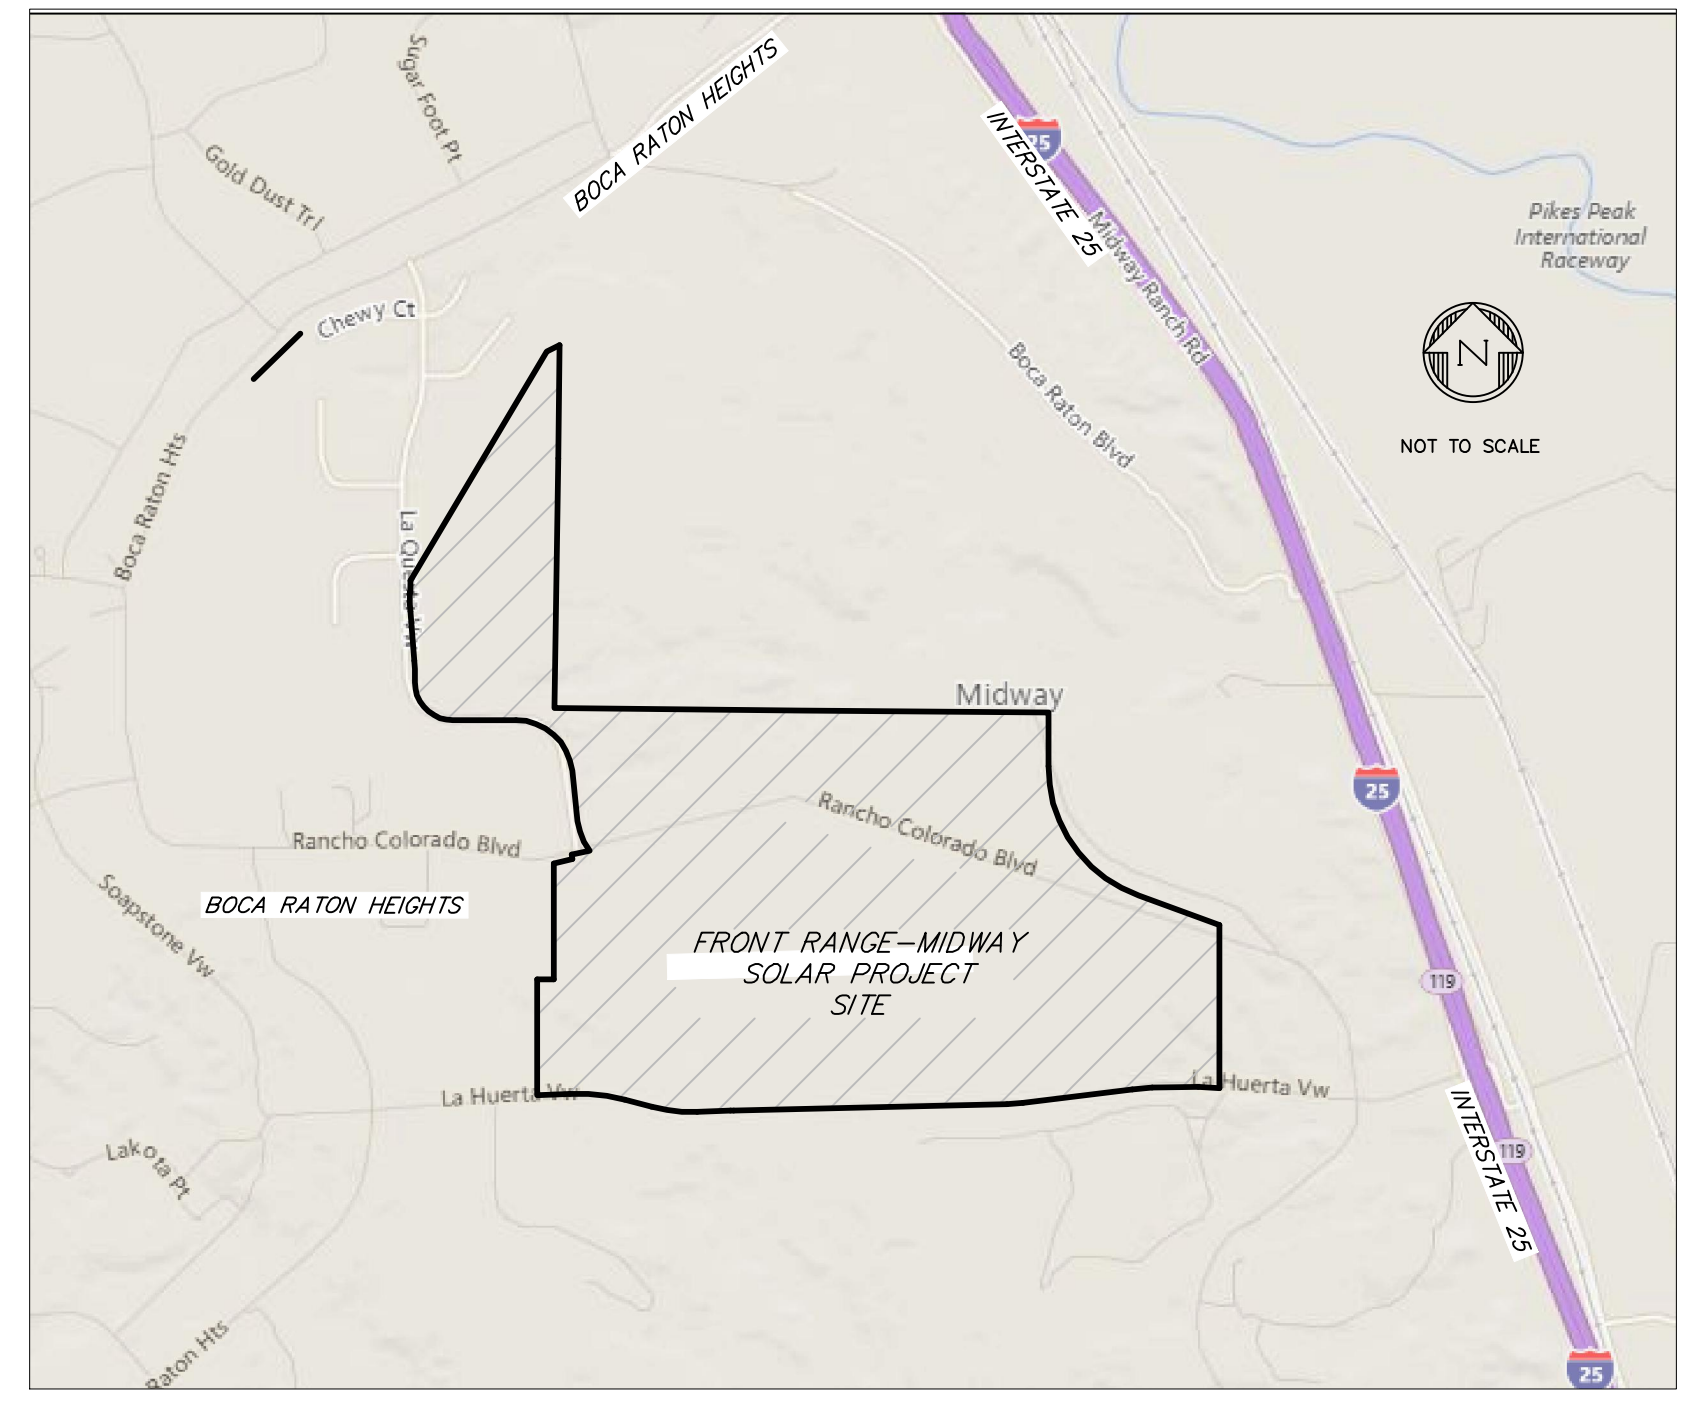 Sugar Foot Pt
BOCA RATON HEIGHTS
25
INTERSTATE 25
Gold Dust Trl
Midway Ranch Rd
Pikes Peak
International
Raceway
Chewy Ct
N
NOT TO SCALE
Boca Raton Blvd
Boca Raton Hts
La Questa Vw
Midway
25
Rancho Colorado Blvd
Rancho Colorado Blvd
BOCA RATON HEIGHTS
Soapstone Vw
FRONT RANGE-MIDWAY
SOLAR PROJECT
SITE
119
La Huerta Vw
La Huerta Vw
INTERSTATE 25
119
Lakota Pt
Raton Hts
25